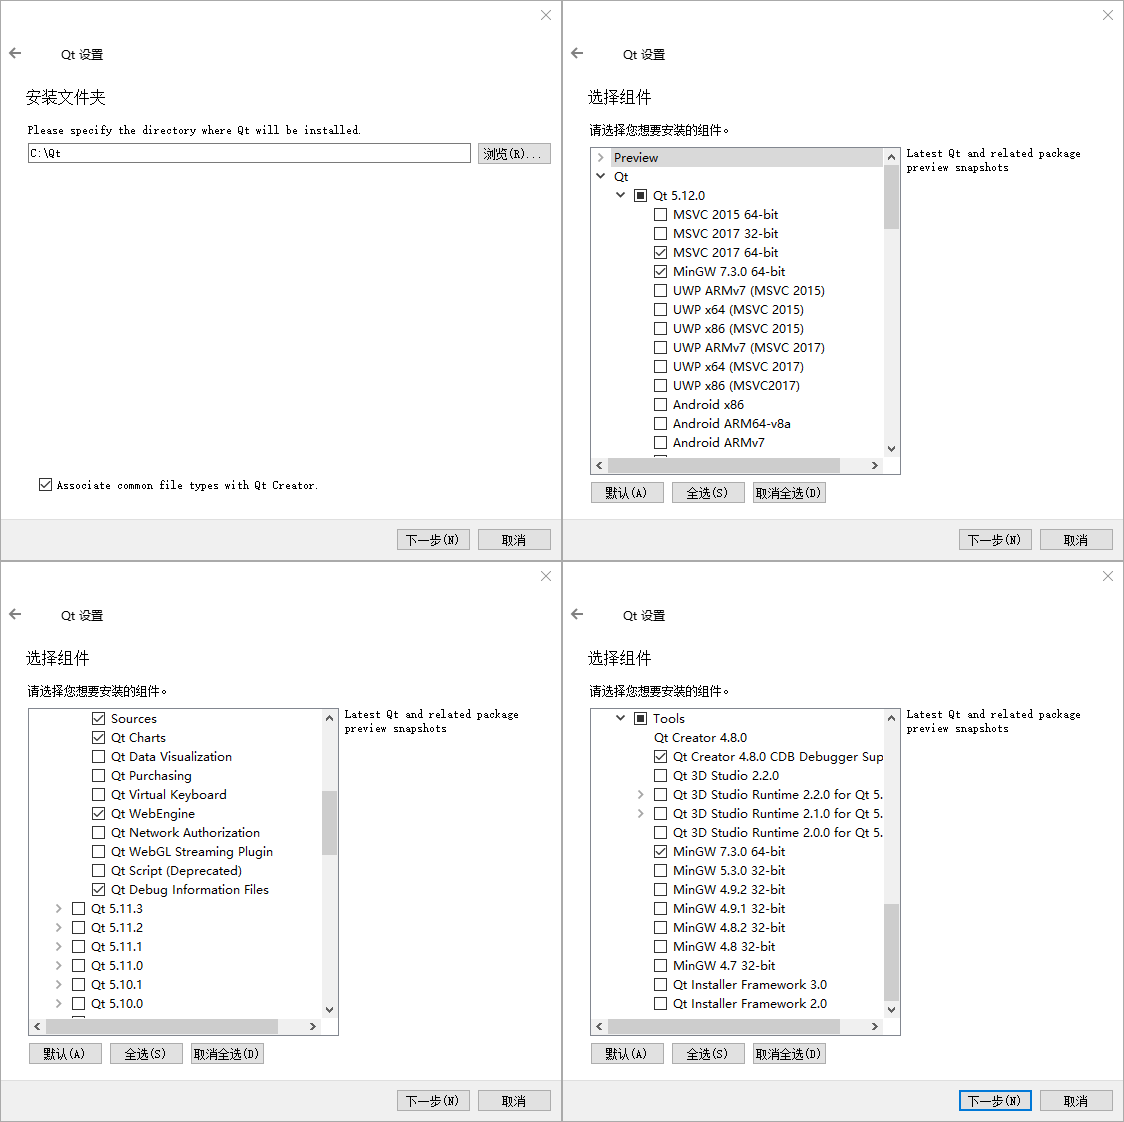 Qt 设置
安装文件夹
Please specify the directory where Qt will be installed.
C:\Qt
浏览(R)...
Associate common file types with Qt Creator.
下一步(N)
取消
Qt 设置
选择组件
请选择您想要安装的组件。
Preview
Qt
Qt 5.12.0
MSVC 2015 64-bit
MSVC 2017 32-bit
MSVC 2017 64-bit
MinGW 7.3.0 64-bit
UWP ARMv7 (MSVC 2015)
UWP x64 (MSVC 2015)
UWP x86 (MSVC 2015)
UWP ARMv7 (MSVC 2017)
UWP x64 (MSVC 2017)
UWP x86 (MSVC2017)
Android x86
Android ARM64-v8a
Android ARMv7
Latest Qt and related package
preview snapshots
默认(A)
全选(S)
取消全选(D)
下一步(N)
取消
Qt 设置
选择组件
请选择您想要安装的组件。
Sources
Qt Charts
Qt Data Visualization
Qt Purchasing
Qt Virtual Keyboard
Qt WebEngine
Qt Network Authorization
Qt WebGL Streaming Plugin
Qt Script (Deprecated)
Qt Debug Information Files
Qt 5.11.3
Qt 5.11.2
Qt 5.11.1
Qt 5.11.0
Qt 5.10.1
Qt 5.10.0
Latest Qt and related package
preview snapshots
默认(A)
全选(S)
取消全选(D)
下一步(N)
取消
Qt 设置
选择组件
请选择您想要安装的组件。
Tools
Qt Creator 4.8.0
Qt Creator 4.8.0 CDB Debugger Sup
Qt 3D Studio 2.2.0
Qt 3D Studio Runtime 2.2.0 for Qt 5.
Qt 3D Studio Runtime 2.1.0 for Qt 5.
Qt 3D Studio Runtime 2.0.0 for Qt 5.
MinGW 7.3.0 64-bit
MinGW 5.3.0 32-bit
MinGW 4.9.2 32-bit
MinGW 4.9.1 32-bit
MinGW 4.8.2 32-bit
MinGW 4.8 32-bit
MinGW 4.7 32-bit
Qt Installer Framework 3.0
Qt Installer Framework 2.0
Latest Qt and related package
preview snapshots
默认(A)
全选(S)
取消全选(D)
下一步(N)
取消